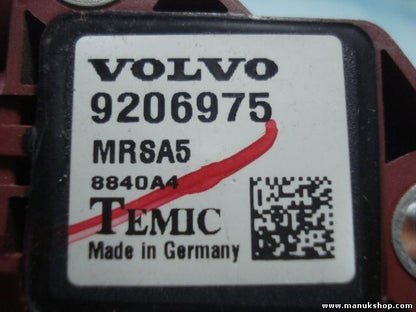 VOLVO
9206975
MRSA5
8840A4
TEMIC
Made in Germany
www.manukshop.com